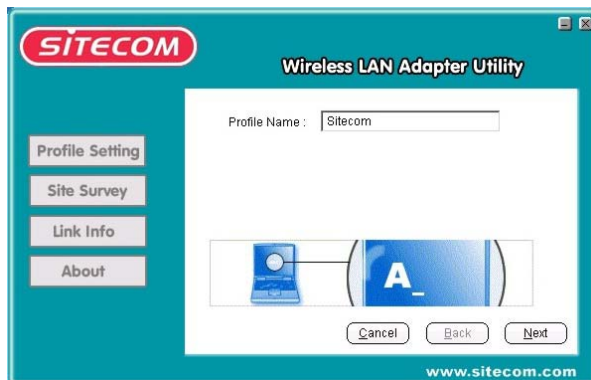 SITECOM
Wireless LAN Adapter Utility
Profile Name : Sitecom
Profile Setting
Site Survey
Link Info
About
A_
Cancel Back Next
www.sitecom.com